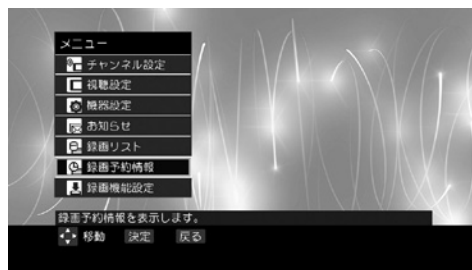 メニュー
チャンネル設定
視聴設定
機器設定
お知らせ
録画リスト
録画予約情報
録画機能設定
録画予約情報を表示します。
移動 決定 戻る